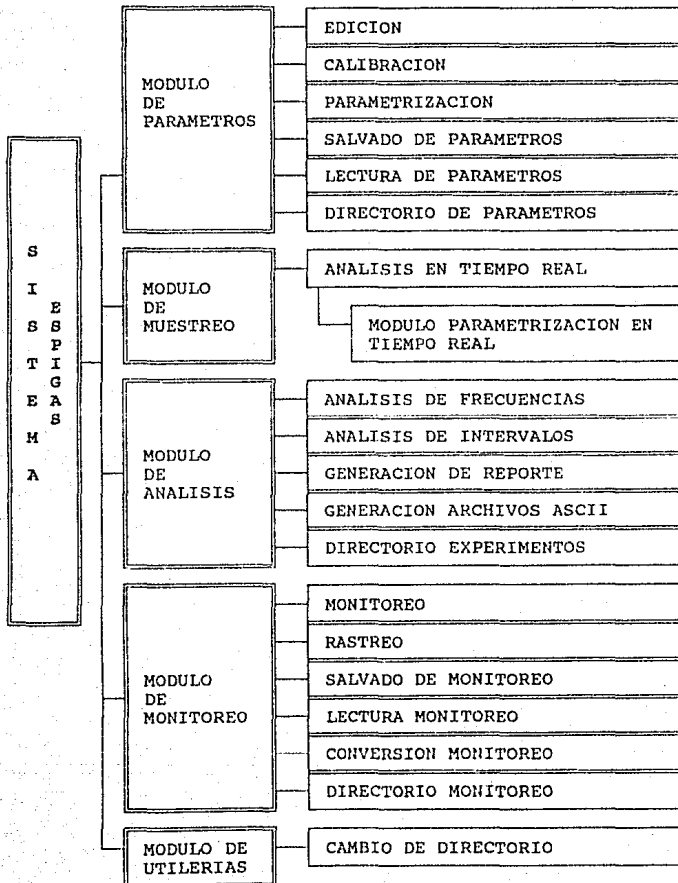 SISTEMA
ESPIGAS
MODULO
DE
PARAMETROS
EDICION
CALIBRACION
PARAMETRIZACION
SALVADO DE PARAMETROS
LECTURA DE PARAMETROS
DIRECTORIO DE PARAMETROS
MODULO
DE
MUESTREO
ANALISIS EN TIEMPO REAL
MODULO PARAMETRIZACION EN
TIEMPO REAL
MODULO
DE
ANALISIS
ANALISIS DE FRECUENCIAS
ANALISIS DE INTERVALOS
GENERACION DE REPORTE
GENERACION ARCHIVOS ASCII
DIRECTORIO EXPERIMENTOS
MODULO
DE
MONITOREO
MONITOREO
RASTREO
SALVADO DE MONITOREO
LECTURA MONITOREO
CONVERSION MONITOREO
DIRECTORIO MONITOREO
MODULO DE
UTILERIAS
CAMBIO DE DIRECTORIO